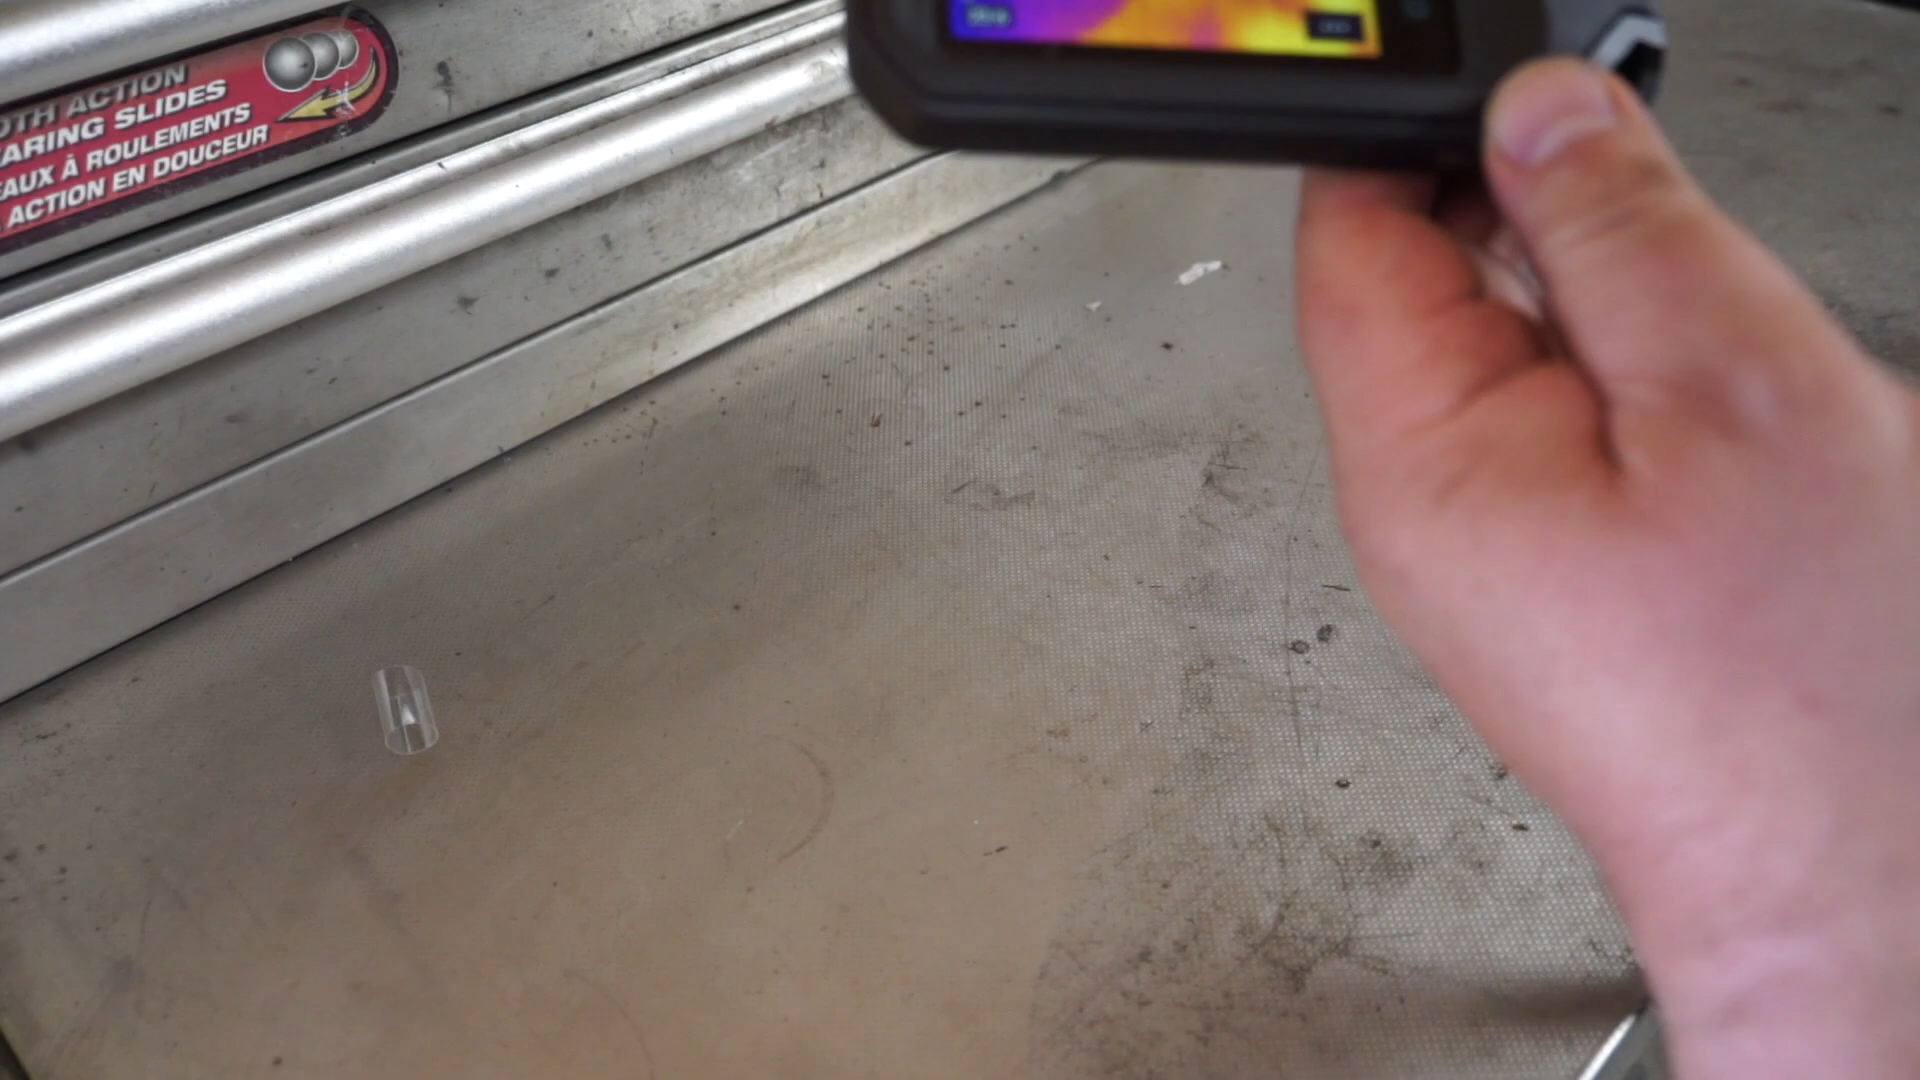 OTH ACTION
ARING SLIDES
EAUX À ROULEMENTS
ACTION EN DOUCEUR